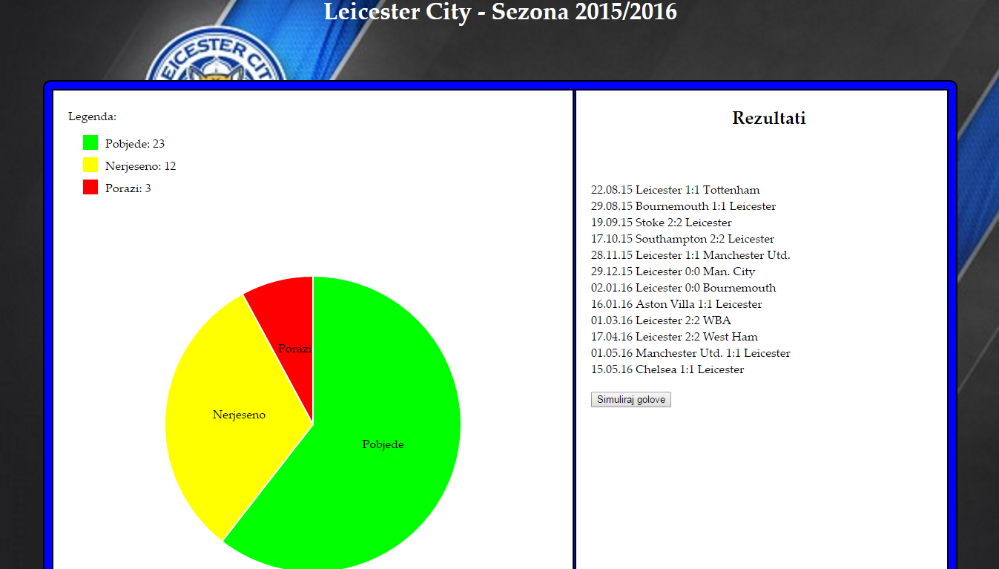 Leicester City - Sezona 2015/2016
LEICESTER CITY
Legenda:
Pobjede: 23
Nerjeseno: 12
Porazi: 3
Porazi
Nerjeseno
Pobjede
Rezultati
22.08.15 Leicester 1:1 Tottenham
29.08.15 Bournemouth 1:1 Leicester
19.09.15 Stoke 2:2 Leicester
17.10.15 Southampton 2:2 Leicester
28.11.15 Leicester 1:1 Manchester Utd.
29.12.15 Leicester 0:0 Man. City
02.01.16 Leicester 0:0 Bournemouth
16.01.16 Aston Villa 1:1 Leicester
01.03.16 Leicester 2:2 WBA
17.04.16 Leicester 2:2 West Ham
01.05.16 Manchester Utd. 1:1 Leicester
15.05.16 Chelsea 1:1 Leicester
Simuliraj golove